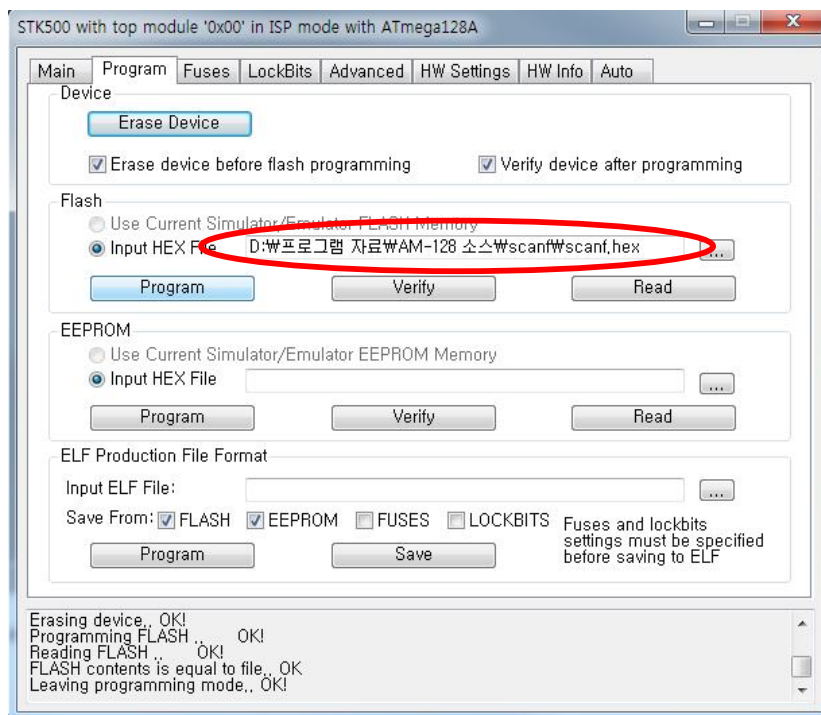 STK500 with top module '0x00' in ISP mode with ATmega128A
Main Program Fuses LockBits Advanced HW Settings HW Info Auto
Device
Erase Device
Erase device before flash programming Verify device after programming
Flash
Use Current Simulator/Emulator FLASH Memory
Input HEX File D:₩프로그램 자료₩AM-128 소스₩scanf₩scanf,hex ...
Program Verify Read
EEPROM
Use Current Simulator/Emulator EEPROM Memory
Input HEX File ...
Program Verify Read
ELF Production File Format
Input ELF File: ...
Save From: FLASH EEPROM FUSES LOCKBITS Fuses and lockbits
settings must be specified
Program Save before saving to ELF
Erasing device,, OK!
Programming FLASH ,, OK!
Reading FLASH ,, OK!
FLASH contents is equal to file,, OK
Leaving programming mode,, OK!